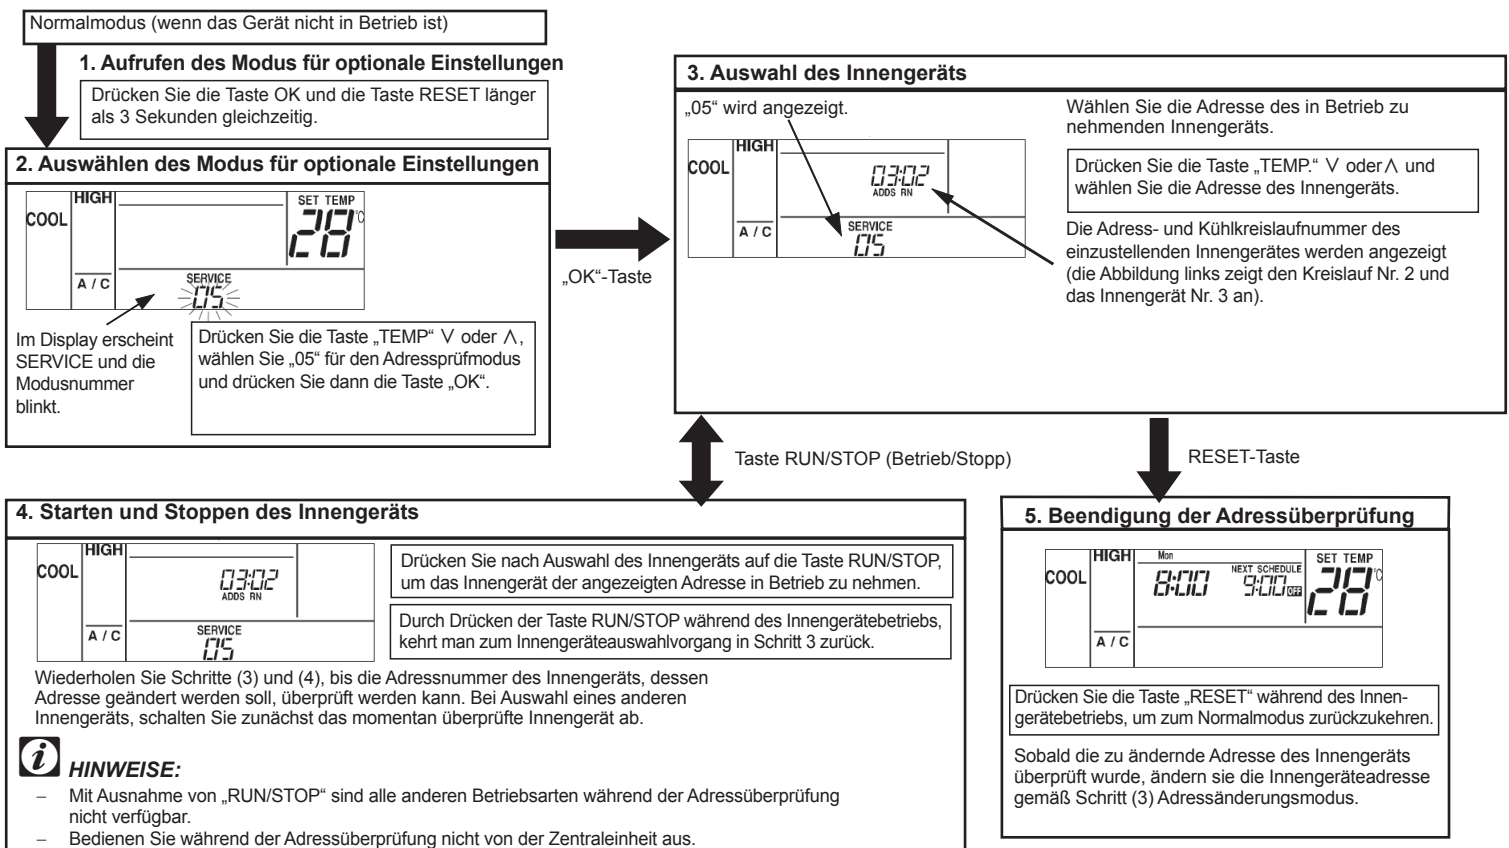 Normalmodus (wenn das Gerät nicht in Betrieb ist)
1. Aufrufen des Modus für optionale Einstellungen
Drücken Sie die Taste OK und die Taste RESET länger
als 3 Sekunden gleichzeitig.
2. Auswählen des Modus für optionale Einstellungen
HIGH
SET TEMP
COOL
28 °C
A / C
SERVICE
05
Im Display erscheint
SERVICE und die
Modusnummer
blinkt.
Drücken Sie die Taste „TEMP“ ∨ oder ∧,
wählen Sie „05“ für den Adressprüfmodus
und drücken Sie dann die Taste „OK“.
„OK“-Taste
3. Auswahl des Innengeräts
„05“ wird angezeigt.
HIGH
COOL
03:02
ADDS RN
A / C
SERVICE
05
Wählen Sie die Adresse des in Betrieb zu
nehmenden Innengeräts.
Drücken Sie die Taste „TEMP.“ ∨ oder ∧ und
wählen Sie die Adresse des Innengeräts.
Die Adress- und Kühlkreislaufnummer des
einzustellenden Innengerätes werden angezeigt
(die Abbildung links zeigt den Kreislauf Nr. 2 und
das Innengerät Nr. 3 an).
Taste RUN/STOP (Betrieb/Stopp)
RESET-Taste
4. Starten und Stoppen des Innengeräts
HIGH
COOL
03:02
ADDS RN
A / C
SERVICE
05
Drücken Sie nach Auswahl des Innengeräts auf die Taste RUN/STOP,
um das Innengerät der angezeigten Adresse in Betrieb zu nehmen.
Durch Drücken der Taste RUN/STOP während des Innengerätebetriebs,
kehrt man zum Innengeräteauswahlvorgang in Schritt 3 zurück.
Wiederholen Sie Schritte (3) und (4), bis die Adressnummer des Innengeräts, dessen
Adresse geändert werden soll, überprüft werden kann. Bei Auswahl eines anderen
Innengeräts, schalten Sie zunächst das momentan überprüfte Innengerät ab.
i HINWEISE:
– Mit Ausnahme von „RUN/STOP“ sind alle anderen Betriebsarten während der Adressüberprüfung
nicht verfügbar.
– Bedienen Sie während der Adressüberprüfung nicht von der Zentraleinheit aus.
5. Beendigung der Adressüberprüfung
HIGH
Mon
SET TEMP
COOL
8:00
NEXT SCHEDULE
9:00 OFF
28 °C
A / C
Drücken Sie die Taste „RESET“ während des Innen-
gerätebetriebs, um zum Normalmodus zurückzukehren.
Sobald die zu ändernde Adresse des Innengeräts
überprüft wurde, ändern sie die Innengeräteadresse
gemäß Schritt (3) Adressänderungsmodus.